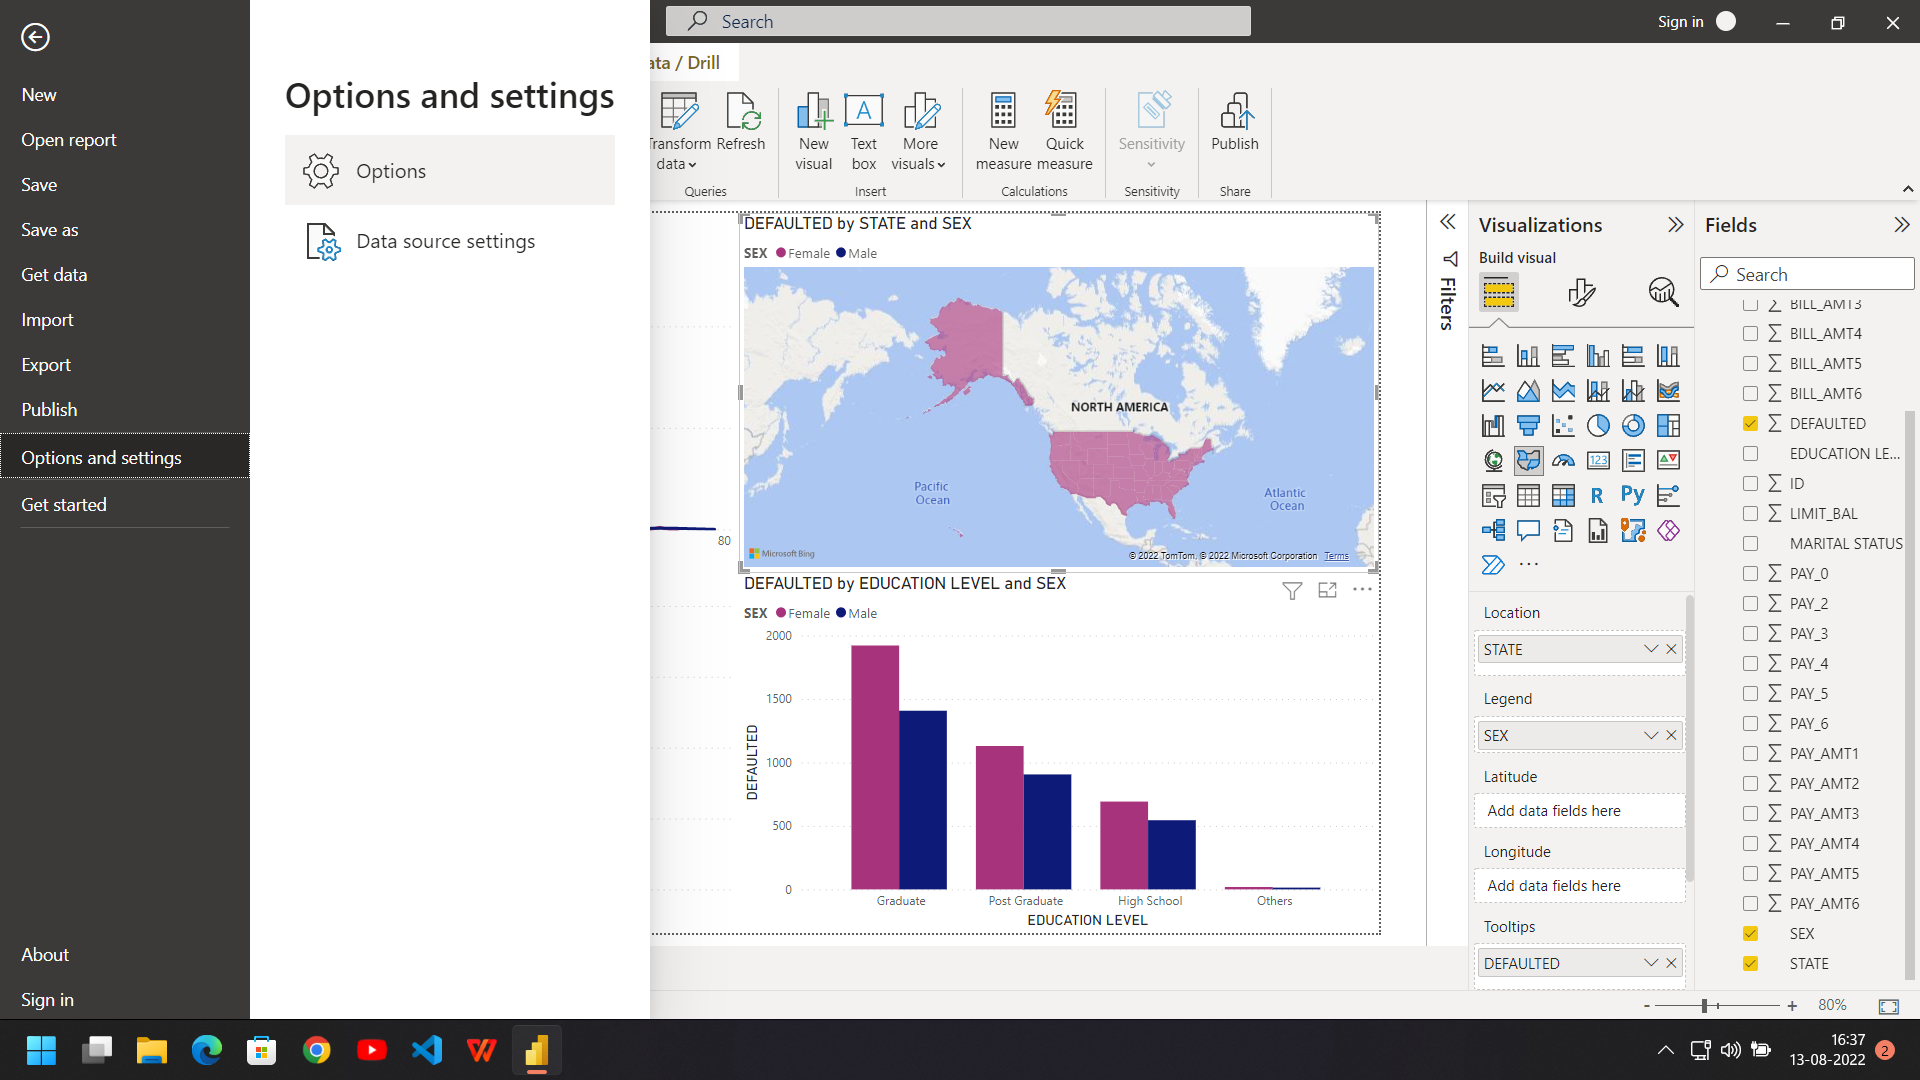 Search
Sign in
New
Open report
Save
Save as
Get data
Import
Export
Publish
Options and settings
Get started
About
Sign in
Options and settings
Options
Data source settings
ata / Drill
Transform
data
Refresh
Queries
New
visual
Text
box
More
visuals
Insert
New
measure
Quick
measure
Calculations
Sensitivity
Sensitivity
Publish
Share
80
DEFAULTED by STATE and SEX
SEX Female Male
NORTH AMERICA
Pacific
Ocean
Atlantic
Ocean
Microsoft Bing
© 2022 TomTom, © 2022 Microsoft Corporation Terms
DEFAULTED by EDUCATION LEVEL and SEX
SEX Female Male
2000
1500
1000
500
0
DEFAULTED
Graduate Post Graduate High School Others
EDUCATION LEVEL
Filters
Visualizations
Build visual
123
R
Py
Location
STATE
Legend
SEX
Latitude
Add data fields here
Longitude
Add data fields here
Tooltips
DEFAULTED
Fields
Search
BILL_AMT3
BILL_AMT4
BILL_AMT5
BILL_AMT6
DEFAULTED
EDUCATION LE...
ID
LIMIT_BAL
MARITAL STATUS
PAY_0
PAY_2
PAY_3
PAY_4
PAY_5
PAY_6
PAY_AMT1
PAY_AMT2
PAY_AMT3
PAY_AMT4
PAY_AMT5
PAY_AMT6
SEX
STATE
- + 80%
16:37
13-08-2022
2